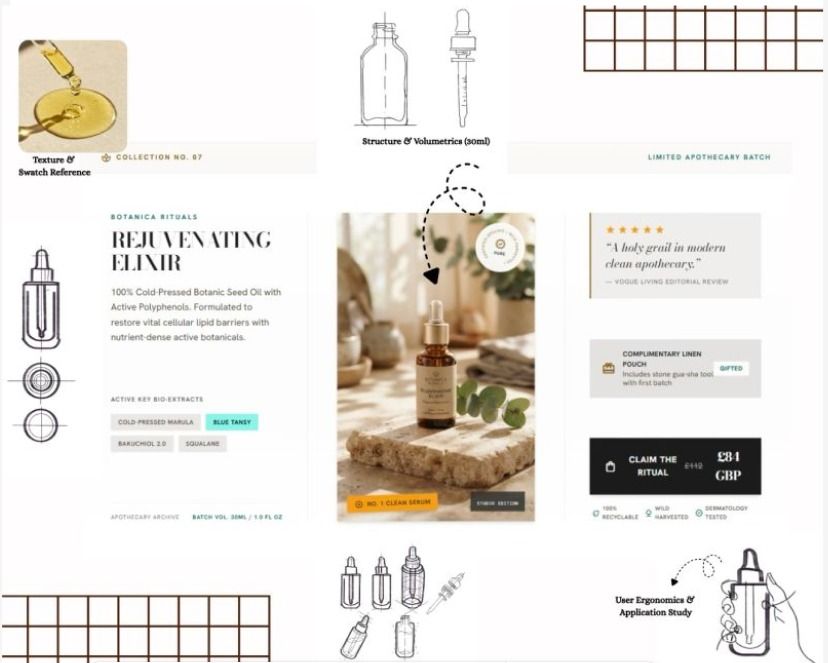 Structure & Volumetrics (30ml)
Texture &
Swatch Reference
COLLECTION NO. 07
LIMITED APOTHECARY BATCH
BOTANICA RITUALS
REJUVENATING
ELIXIR
100% Cold-Pressed Botanic Seed Oil with
Active Polyphenols. Formulated to
restore vital cellular lipid barriers with
nutrient-dense active botanicals.
ACTIVE KEY BIO-EXTRACTS
COLD-PRESSED MARULA
BLUE TANSY
BAKUCHIOL 2.0
SQUALANE
APOTHECARY ARCHIVE
BATCH VOL. 30ML / 1.0 FL OZ
PURE
NO. 1 CLEAN SERUM
STUDIO EDITION
“A holy grail in modern
clean apothecary.”
— VOGUE LIVING EDITORIAL REVIEW
COMPLIMENTARY LINEN
POUCH
Includes stone gua-sha tool
with first batch
GIFTED
CLAIM THE
RITUAL
£112
£84
GBP
100%
RECYCLABLE
WILD
HARVESTED
DERMATOLOGY
TESTED
User Ergonomics &
Application Study